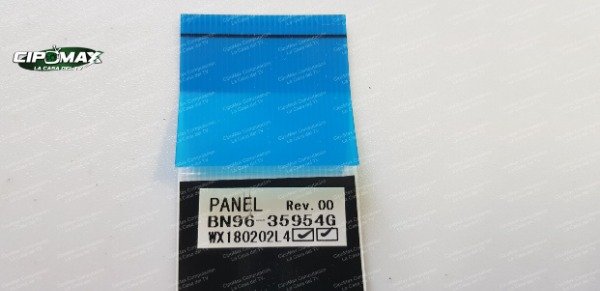 CIPOMAX
LA CASA DEL TV
PANEL Rev.00
BN96-35954G
WX180202L4